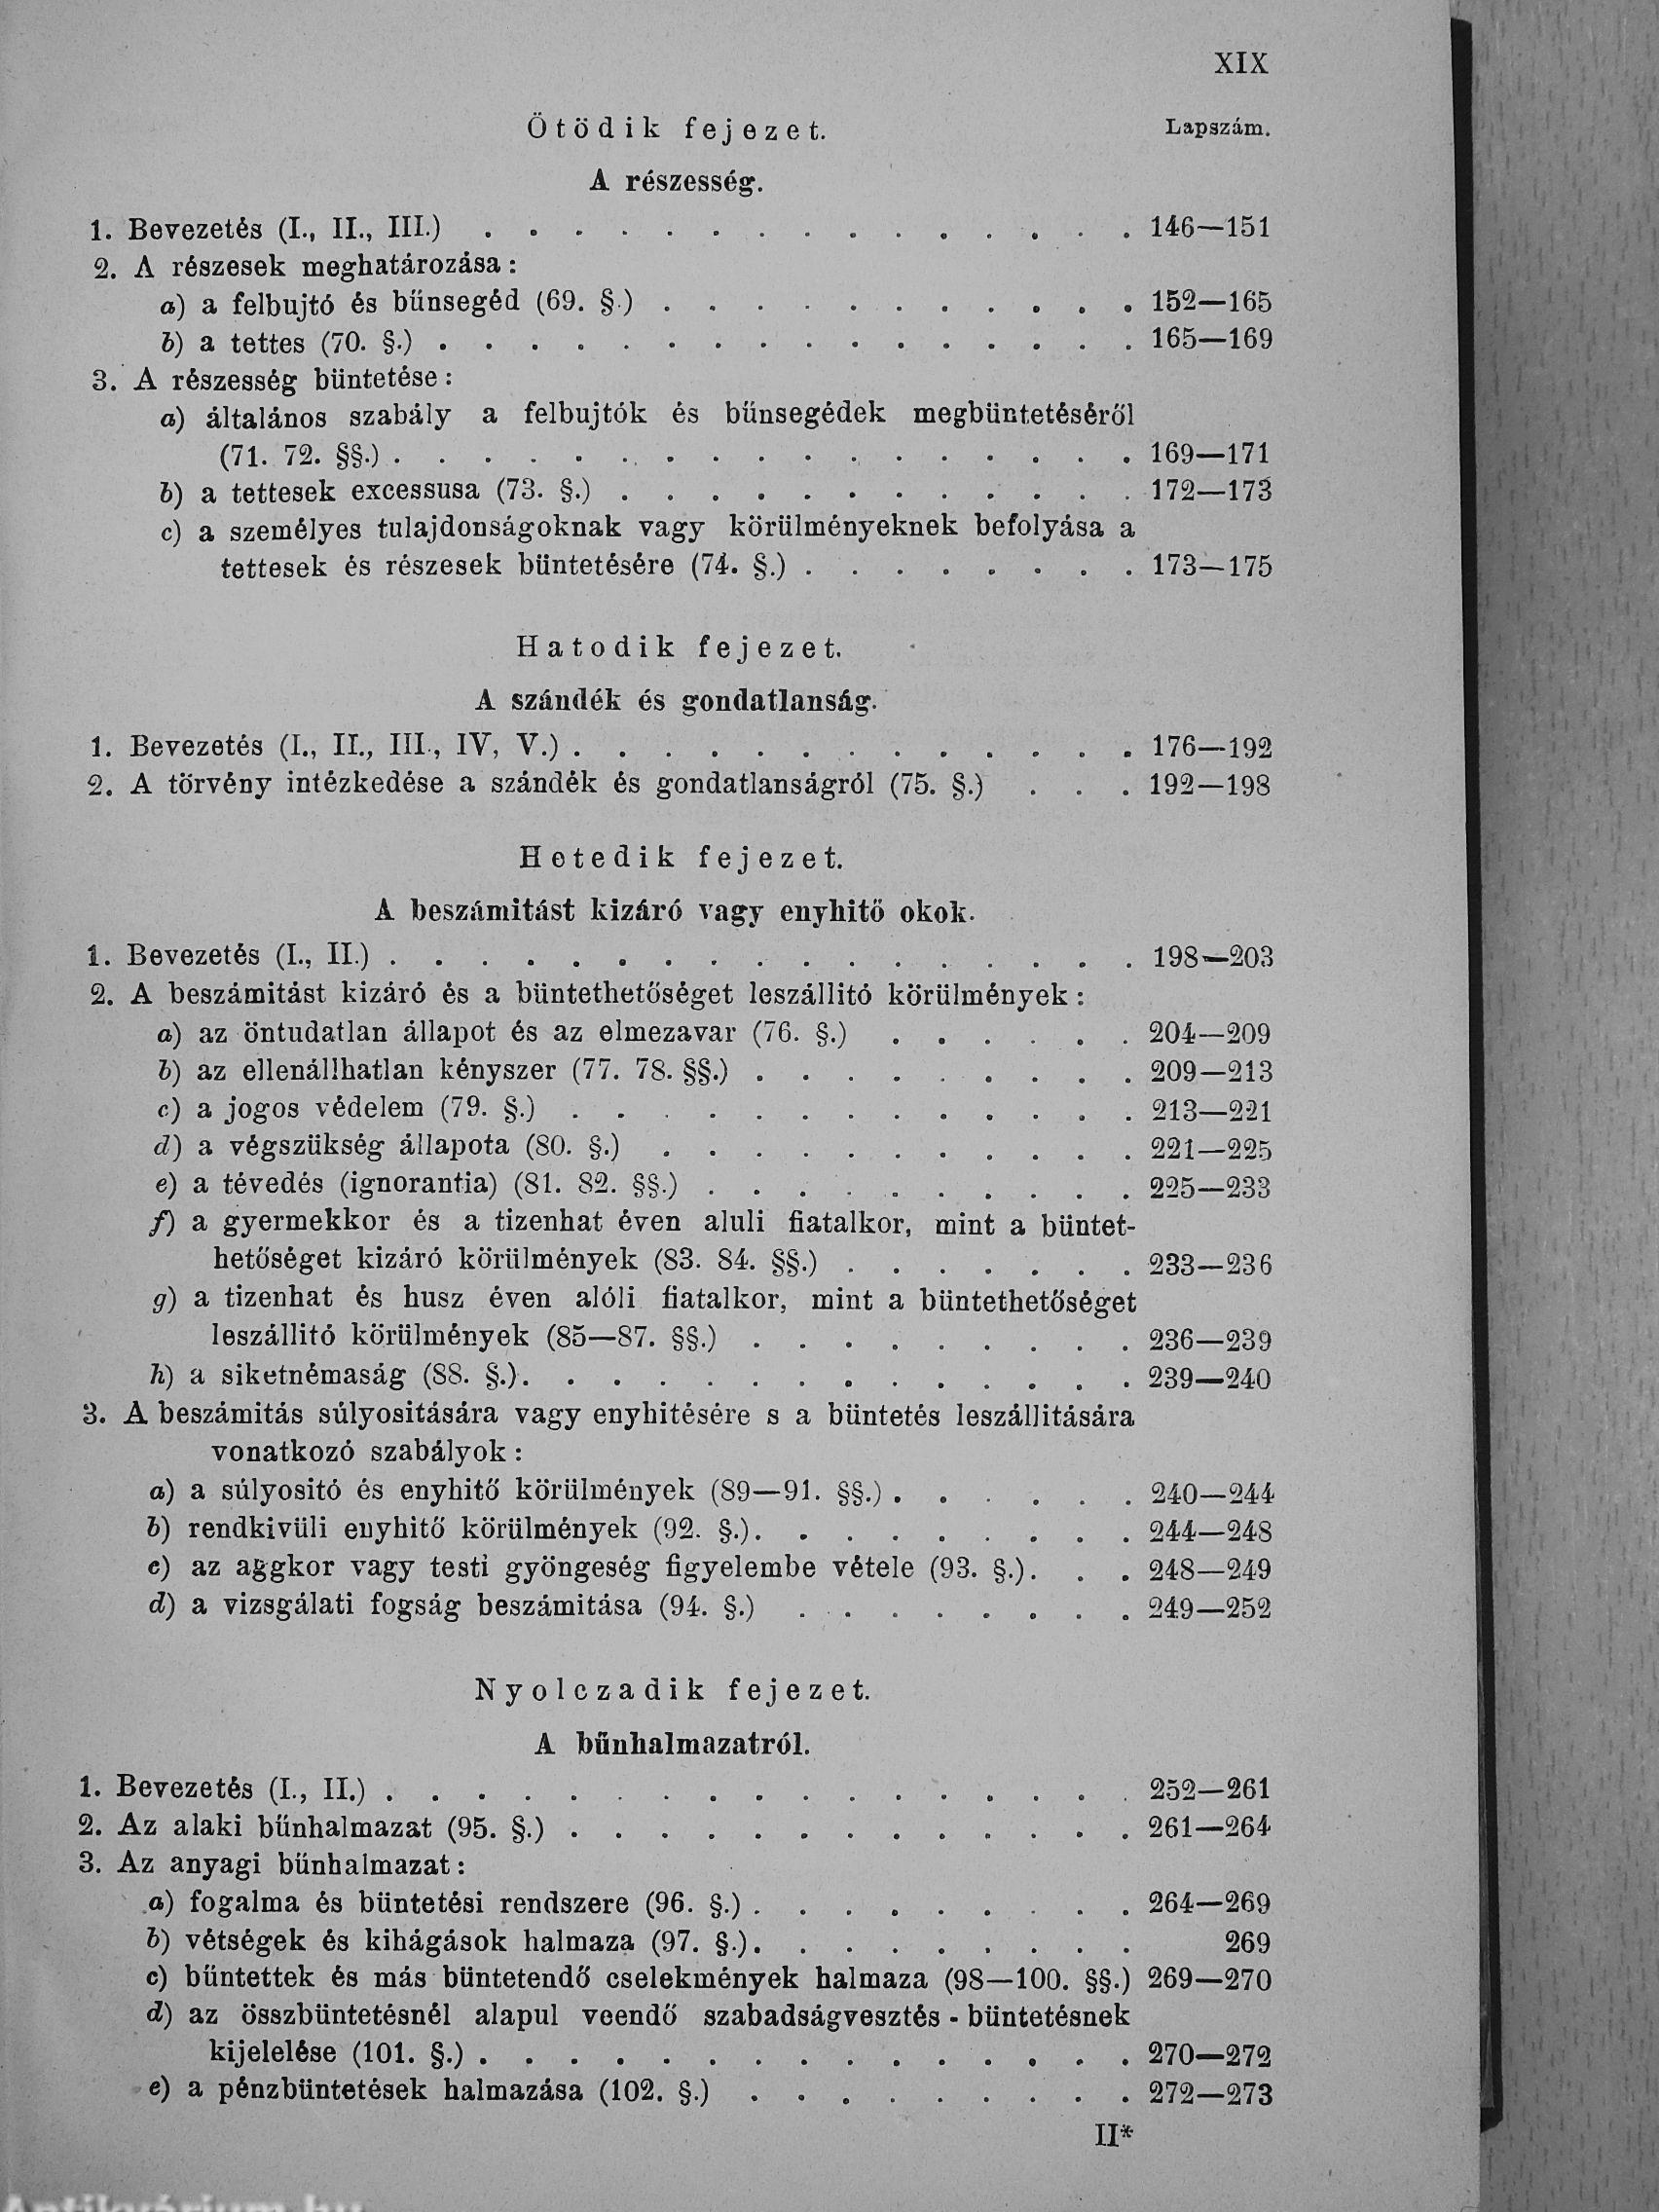 XIX
Ötödik fejezet. Lapszám.
A részesség.
1. Bevezetés (I., II., III.) . . . . . . . . . . . . . . . 146—151
2. A részesek meghatározása:
a) a felbujtó és bűnsegéd (69. §.) . . . . . . . . . . . 152—165
b) a tettes (70. §.) . . . . . . . . . . . . . . . . 165—169
3. A részesség büntetése:
a) általános szabály a felbujtók és bűnsegédek megbüntetéséről
(71. 72. §§.) . . . . . . . . . . . . . . . . . 169—171
b) a tettesek excessusa (73. §.) . . . . . . . . . . . . 172—173
c) a személyes tulajdonságoknak vagy körülményeknek befolyása a
tettesek és részesek büntetésére (74. §.) . . . . . . . . 173—175
Hatodik fejezet.
A szándék és gondatlanság.
1. Bevezetés (I., II., III., IV, V.) . . . . . . . . . . . . . 176—192
2. A törvény intézkedése a szándék és gondatlanságról (75. §.) . . . 192—198
Hetedik fejezet.
A beszámitást kizáró vagy enyhitő okok.
1. Bevezetés (I., II.) . . . . . . . . . . . . . . . . . 198—203
2. A beszámitást kizáró és a büntethetőséget leszállitó körülmények:
a) az öntudatlan állapot és az elmezavar (76. §.) . . . . . . 204—209
b) az ellenállhatlan kényszer (77. 78. §§.) . . . . . . . . . 209—213
c) a jogos védelem (79. §.) . . . . . . . . . . . . . 213—221
d) a végszükség állapota (80. §.) . . . . . . . . . . . 221—225
e) a tévedés (ignorantia) (81. 82. §§.) . . . . . . . . . . 225—233
f) a gyermekkor és a tizenhat éven aluli fiatalkor, mint a büntet-
hetőséget kizáró körülmények (83. 84. §§.) . . . . . . . 233—236
g) a tizenhat és husz éven alóli fiatalkor, mint a büntethetőséget
leszállitó körülmények (85—87. §§.) . . . . . . . . . 236—239
h) a siketnémaság (88. §.) . . . . . . . . . . . . . . 239—240
3. A beszámitás súlyositására vagy enyhitésére s a büntetés leszállitására
vonatkozó szabályok:
a) a súlyositó és enyhitő körülmények (89—91. §§.) . . . . . . 240—244
b) rendkivüli enyhitő körülmények (92. §.) . . . . . . . . . 244—248
c) az aggkor vagy testi gyöngeség figyelembe vétele (93. §.) . . . 248—249
d) a vizsgálati fogság beszámitása (94. §.) . . . . . . . . 249—252
Nyolczadik fejezet.
A bűnhalmazatról.
1. Bevezetés (I., II.) . . . . . . . . . . . . . . . . . 252—261
2. Az alaki bűnhalmazat (95. §.) . . . . . . . . . . . . . 261—264
3. Az anyagi bűnhalmazat:
a) fogalma és büntetési rendszere (96. §.) . . . . . . . . . 264—269
b) vétségek és kihágások halmaza (97. §.) . . . . . . . . . 269
c) bűntettek és más büntetendő cselekmények halmaza (98—100. §§.) 269—270
d) az összbüntetésnél alapul veendő szabadságvesztés - büntetésnek
kijelelése (101. §.) . . . . . . . . . . . . . . . 270—272
e) a pénzbüntetések halmazása (102. §.) . . . . . . . . . 272—273
II*
Antikvárium.hu